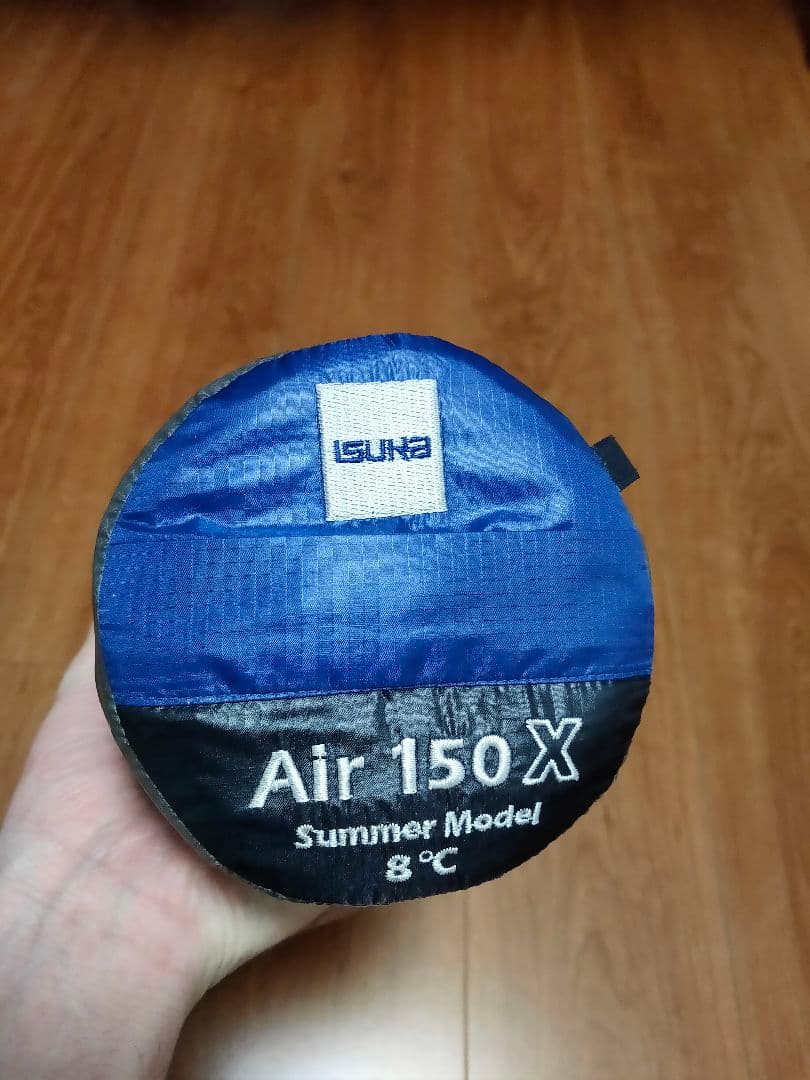 ISUKA
Air 150 X
Summer Model
8°C